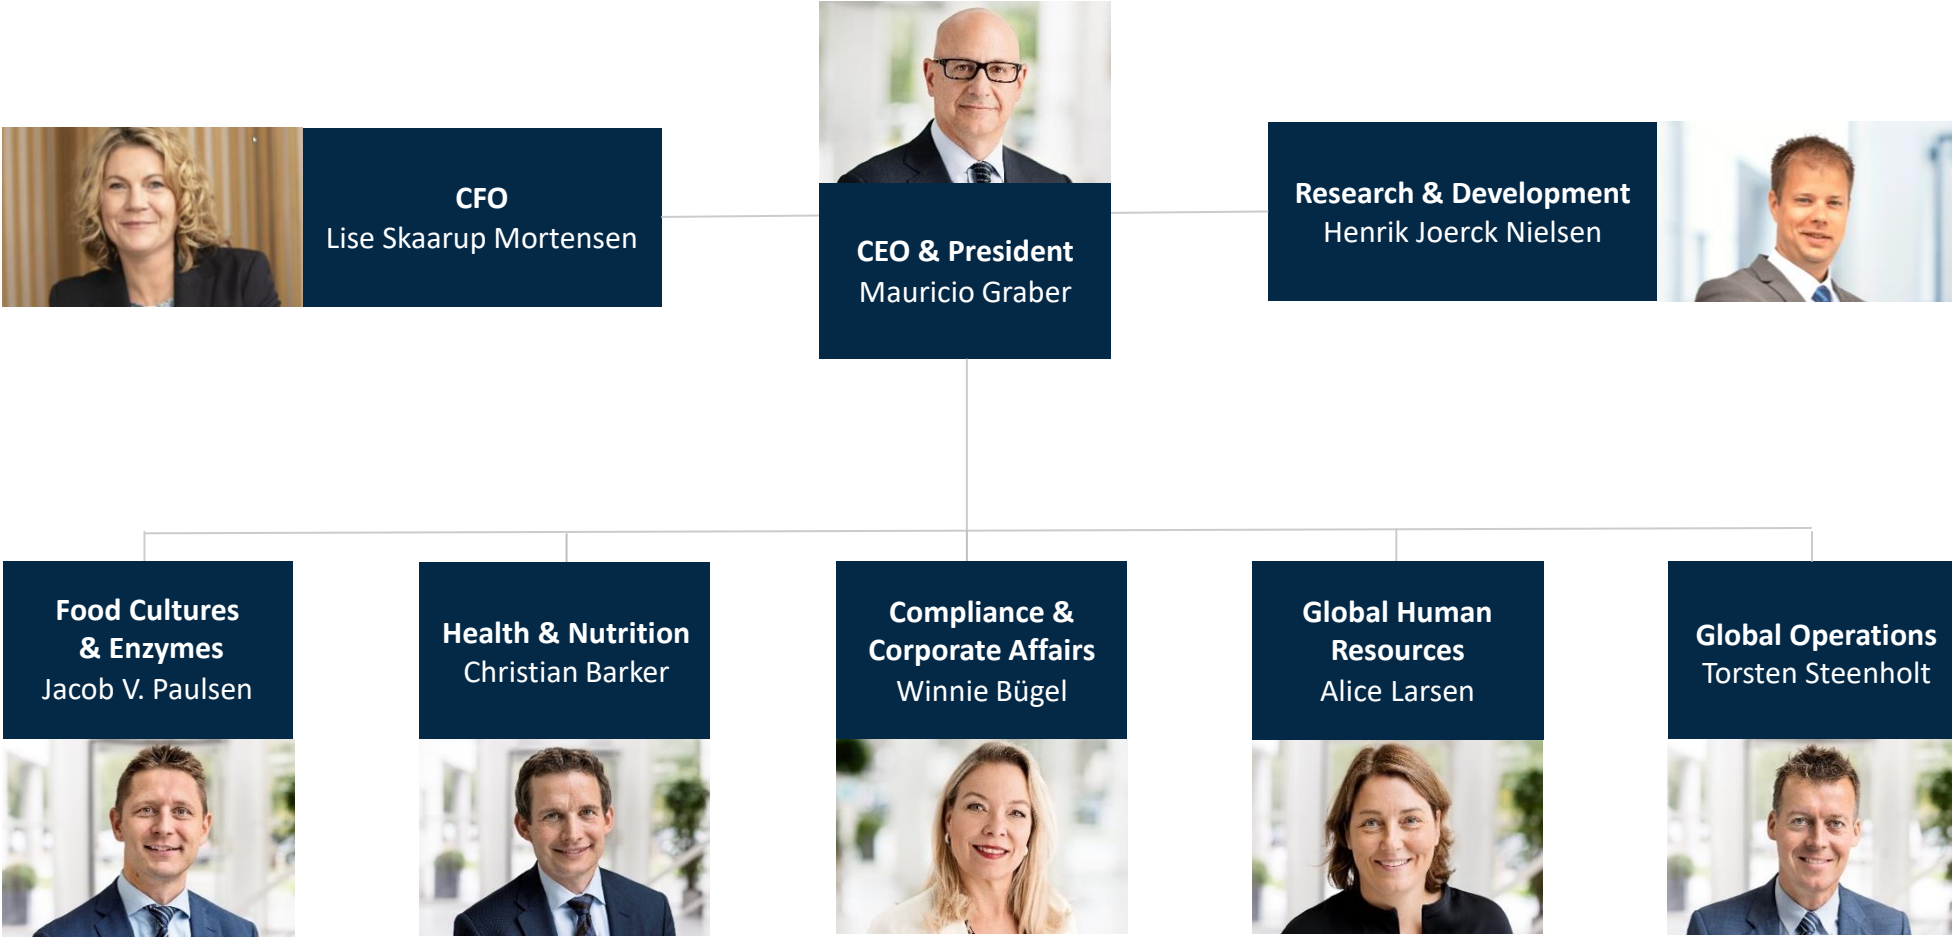 CFO
Lise Skaarup Mortensen
CEO & President
Mauricio Graber
Research & Development
Henrik Joerck Nielsen
Food Cultures
& Enzymes
Jacob V. Paulsen
Health & Nutrition
Christian Barker
Compliance &
Corporate Affairs
Winnie Bügel
Global Human
Resources
Alice Larsen
Global Operations
Torsten Steenholt